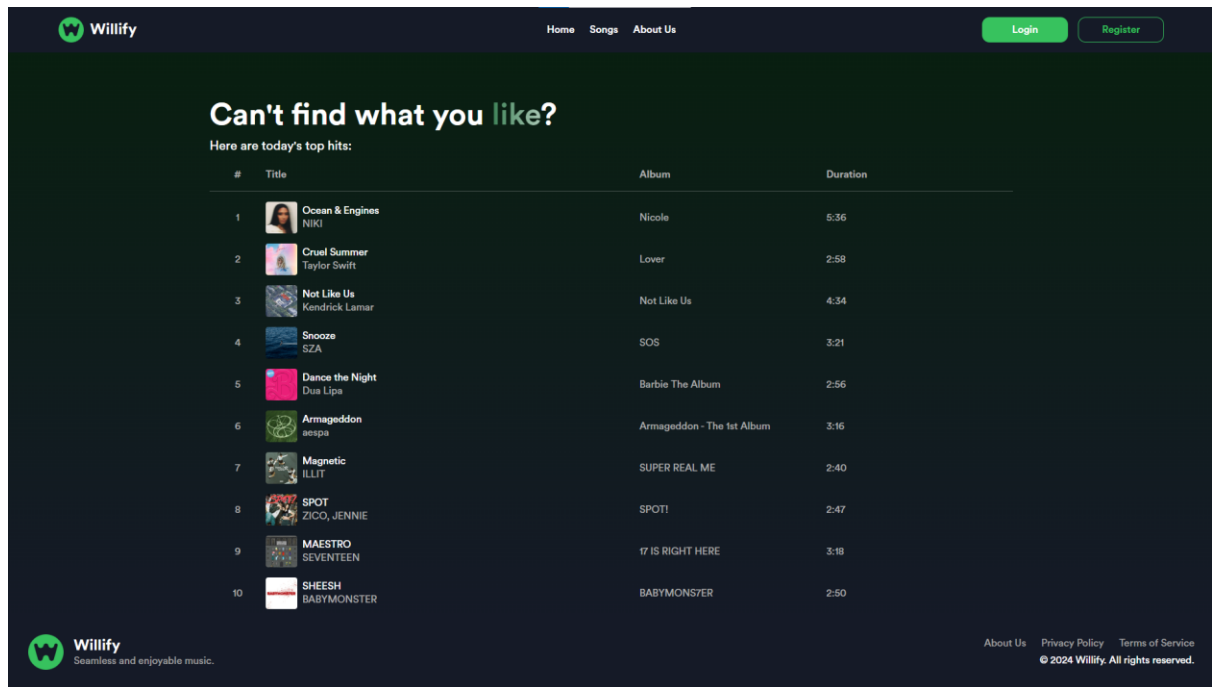 Willify
Home Songs About Us
Login Register
Can't find what you like?
Here are today's top hits:
# Title Album Duration
1 Ocean & Engines Nicole 5:36
NIKI
2 Cruel Summer Lover 2:58
Taylor Swift
3 Not Like Us Not Like Us 4:34
Kendrick Lamar
4 Snooze SOS 3:21
SZA
5 Dance the Night Barbie The Album 2:56
Dua Lipa
6 Armageddon Armageddon - The 1st Album 3:16
aespa
7 Magnetic SUPER REAL ME 2:40
ILLIT
8 SPOT SPOT! 2:47
ZICO, JENNIE
9 MAESTRO 17 IS RIGHT HERE 3:18
SEVENTEEN
10 SHEESH BABYMONS7ER 2:50
BABYMONSTER
Willify
Seamless and enjoyable music.
About Us Privacy Policy Terms of Service
© 2024 Willify. All rights reserved.